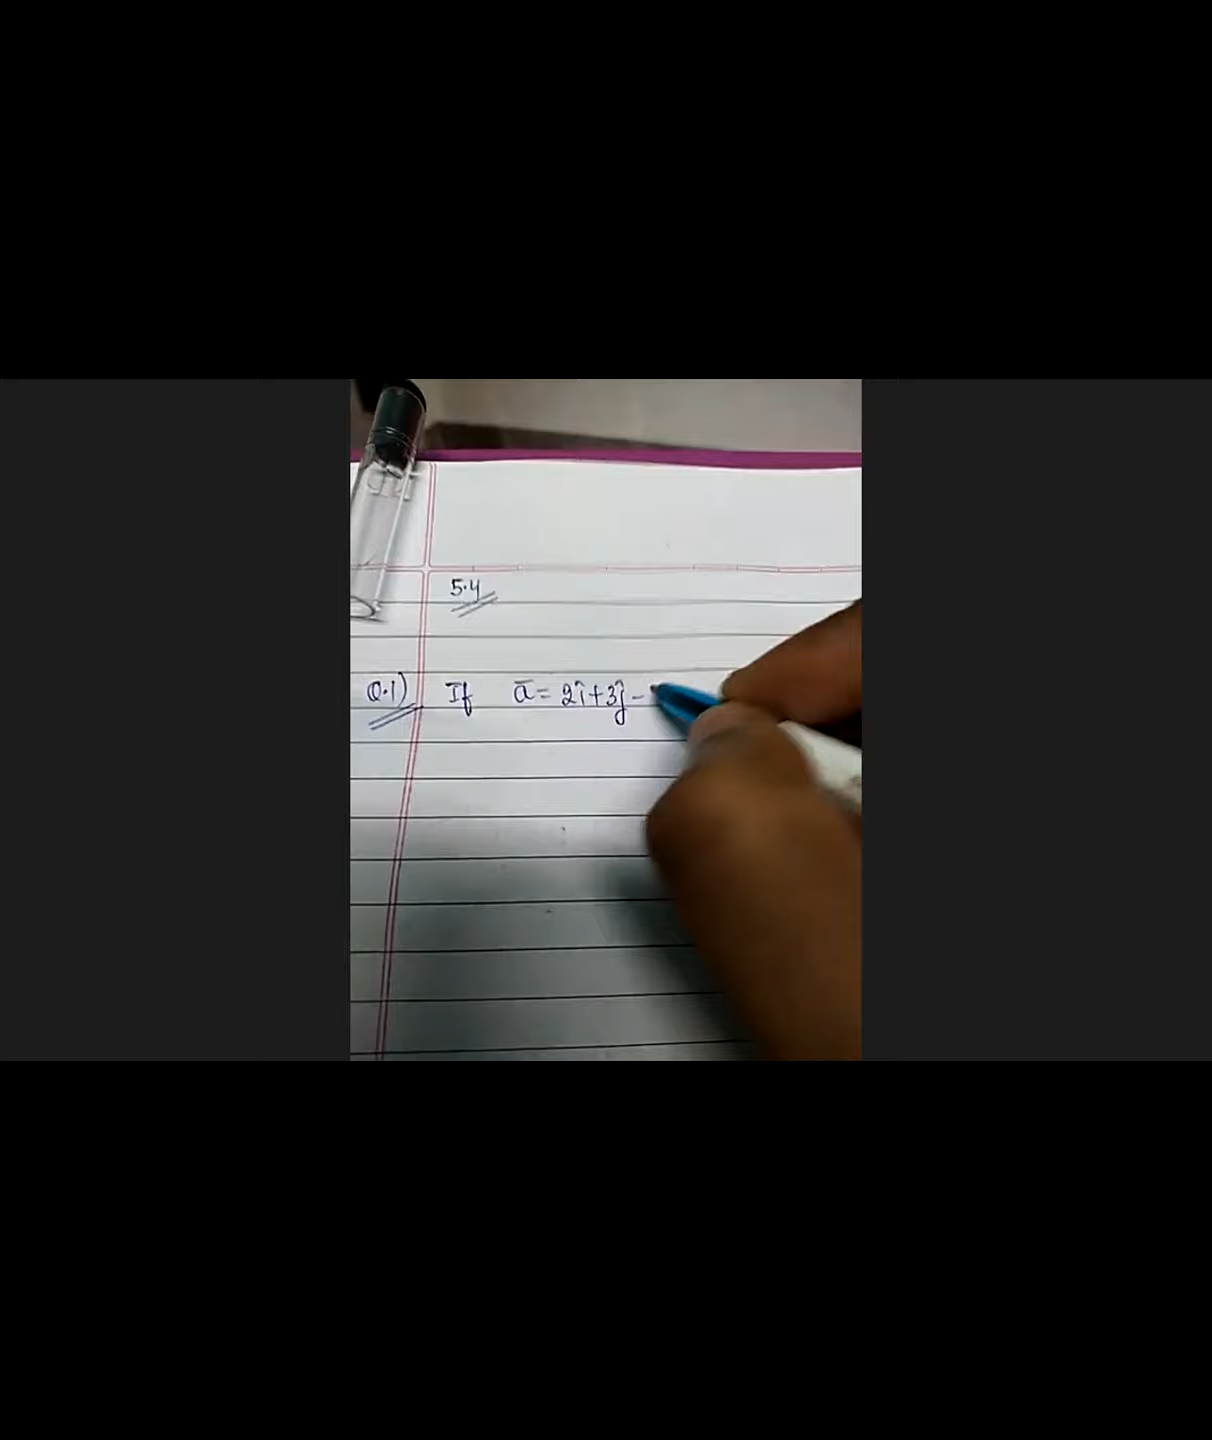 5.4
Q.1) If a̅ = 2î+3ĵ -